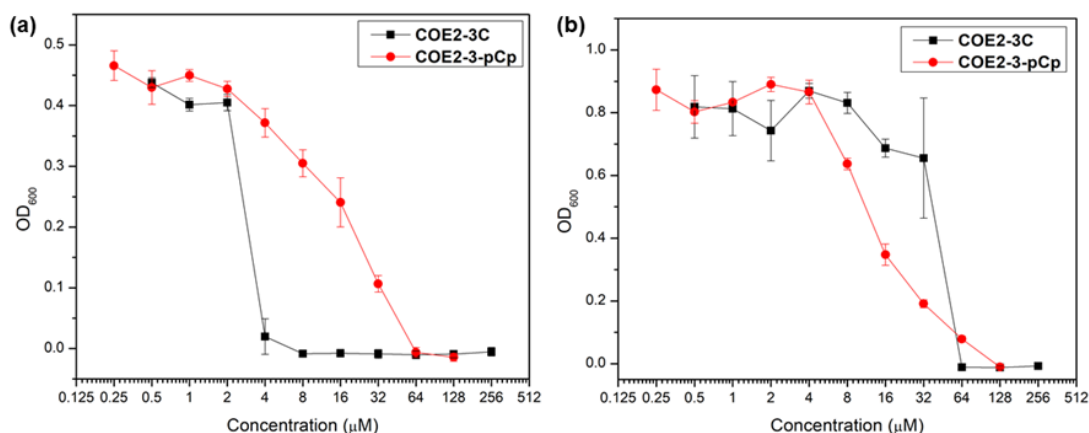 (a)
COE2-3C
COE2-3-pCp
0.5
0.4
0.3
0.2
0.1
0.0
OD600
0.125 0.25 0.5 1 2 4 8 16 32 64 128 256 512
Concentration (μM)
(b)
COE2-3C
COE2-3-pCp
1.0
0.8
0.6
0.4
0.2
0.0
OD600
0.125 0.25 0.5 1 2 4 8 16 32 64 128 256 512
Concentration (μM)